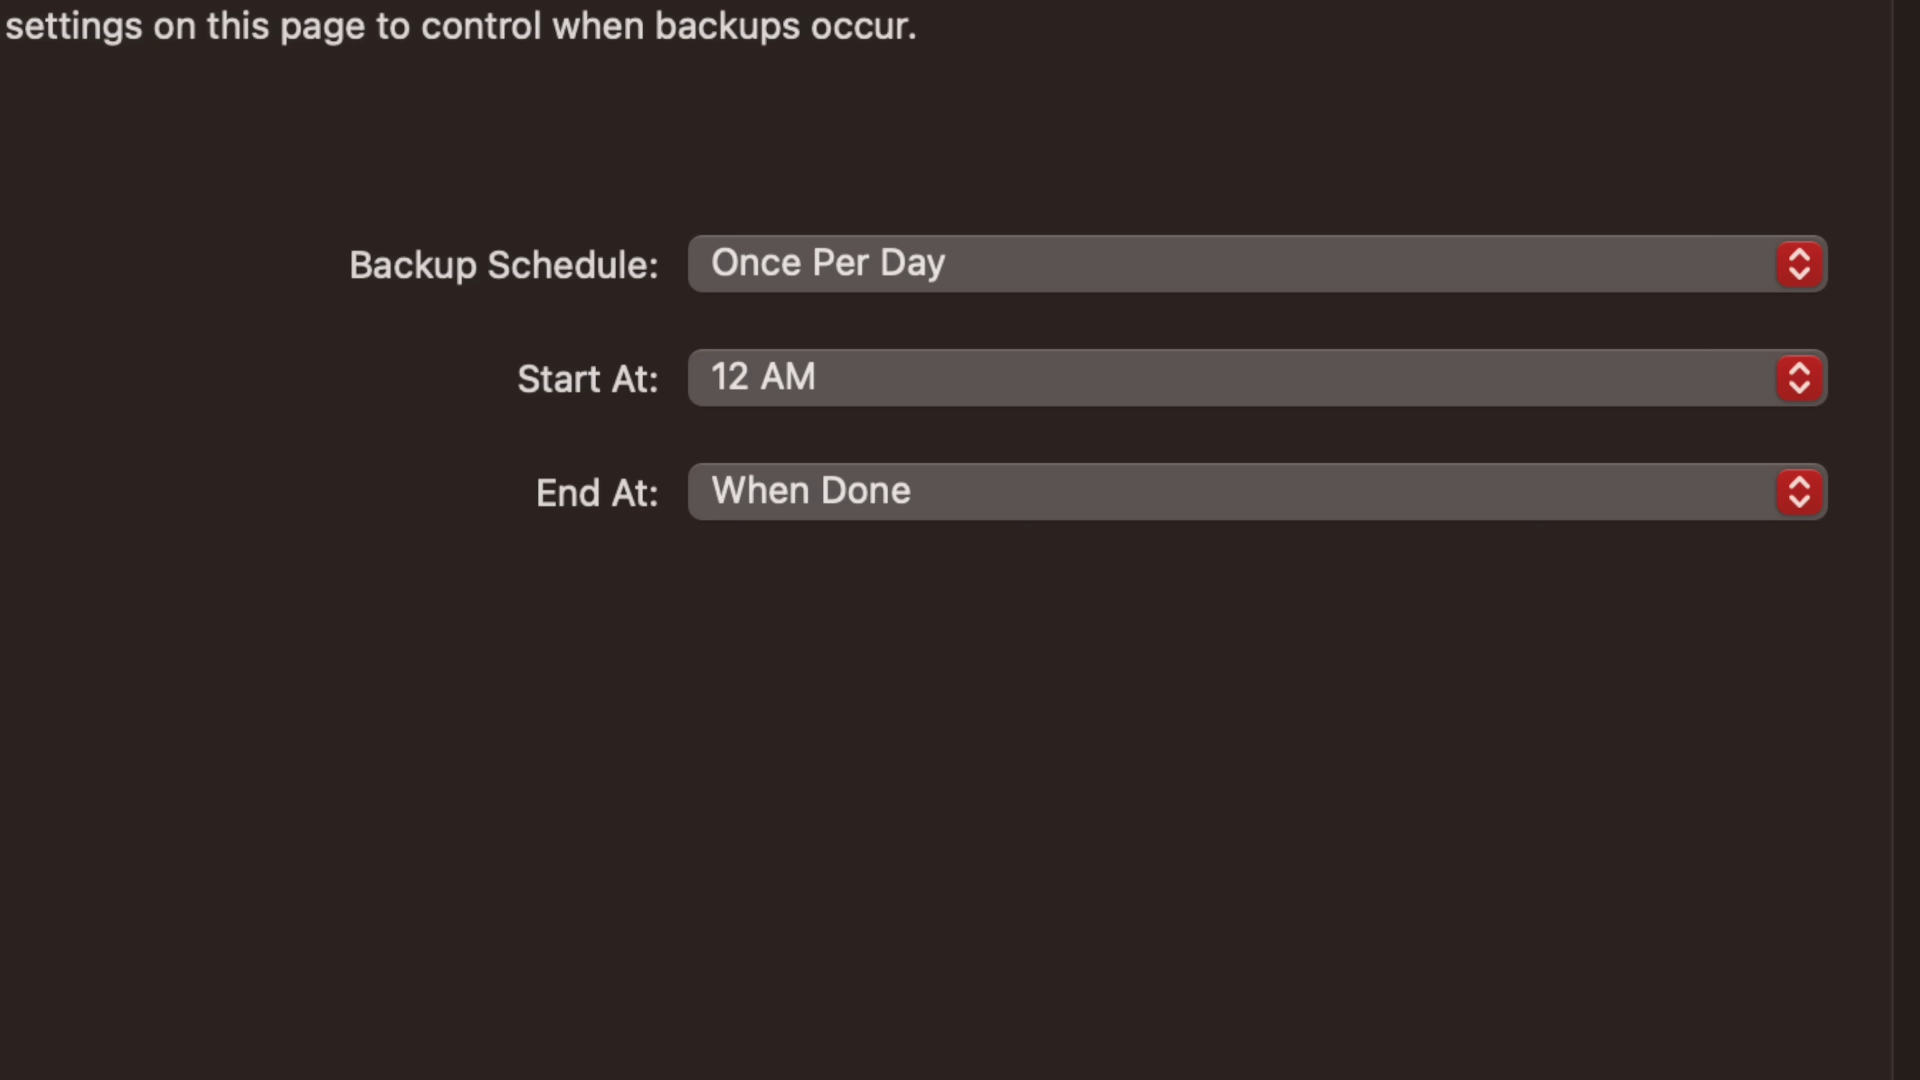 settings on this page to control when backups occur.
Backup Schedule: Once Per Day
Start At: 12 AM
End At: When Done